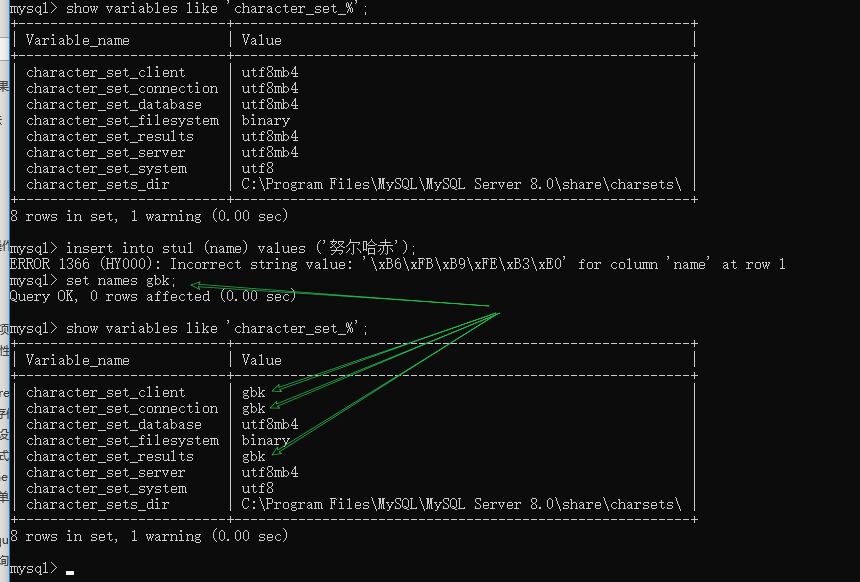 mysql> show variables like 'character_set_%';
+--------------------------+---------------------------------------------------------+
| Variable_name | Value |
+--------------------------+---------------------------------------------------------+
| character_set_client | utf8mb4
| character_set_connection | utf8mb4
| character_set_database | utf8mb4
| character_set_filesystem | binary
| character_set_results | utf8mb4
| character_set_server | utf8mb4
| character_set_system | utf8
| character_sets_dir | C:\Program Files\MySQL\MySQL Server 8.0\share\charsets\ |
+--------------------------+---------------------------------------------------------+
8 rows in set, 1 warning (0.00 sec)
mysql> insert into stu1 (name) values ('努尔哈赤');
ERROR 1366 (HY000): Incorrect string value: '\xB6\xFB\xB9\xFE\xB3\xE0' for column 'name' at row 1
mysql> set names gbk;
Query OK, 0 rows affected (0.00 sec)
mysql> show variables like 'character_set_%';
+--------------------------+---------------------------------------------------------+
| Variable_name | Value |
+--------------------------+---------------------------------------------------------+
| character_set_client | gbk
| character_set_connection | gbk
| character_set_database | utf8mb4
| character_set_filesystem | binary
| character_set_results | gbk
| character_set_server | utf8mb4
| character_set_system | utf8
| character_sets_dir | C:\Program Files\MySQL\MySQL Server 8.0\share\charsets\ |
+--------------------------+---------------------------------------------------------+
8 rows in set, 1 warning (0.00 sec)
mysql>